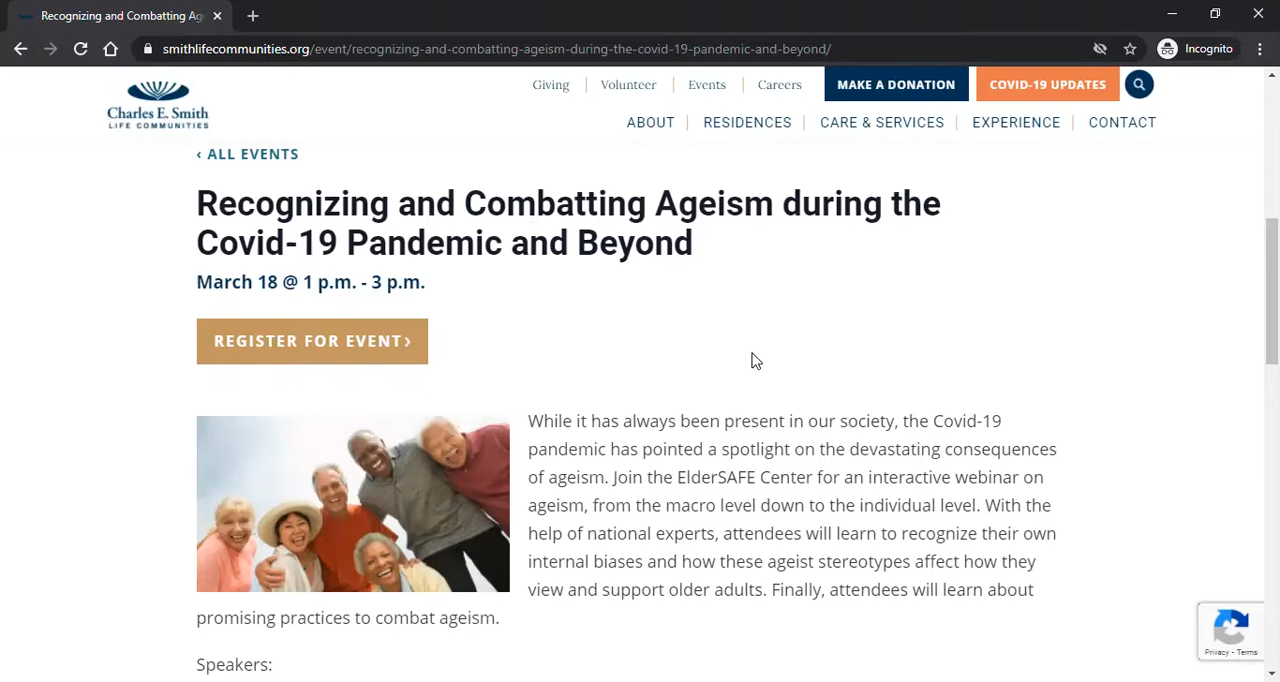 Recognizing and Combatting Ag
smithlifecommunities.org/event/recognizing-and-combatting-ageism-during-the-covid-19-pandemic-and-beyond/
Incognito
Giving
Volunteer
Events
Careers
MAKE A DONATION
COVID-19 UPDATES
Charles E. Smith
LIFE COMMUNITIES
ABOUT
RESIDENCES
CARE & SERVICES
EXPERIENCE
CONTACT
‹ ALL EVENTS
Recognizing and Combatting Ageism during the
Covid-19 Pandemic and Beyond
March 18 @ 1 p.m. - 3 p.m.
REGISTER FOR EVENT ›
While it has always been present in our society, the Covid-19
pandemic has pointed a spotlight on the devastating consequences
of ageism. Join the ElderSAFE Center for an interactive webinar on
ageism, from the macro level down to the individual level. With the
help of national experts, attendees will learn to recognize their own
internal biases and how these ageist stereotypes affect how they
view and support older adults. Finally, attendees will learn about
promising practices to combat ageism.
Privacy - Terms
Speakers: